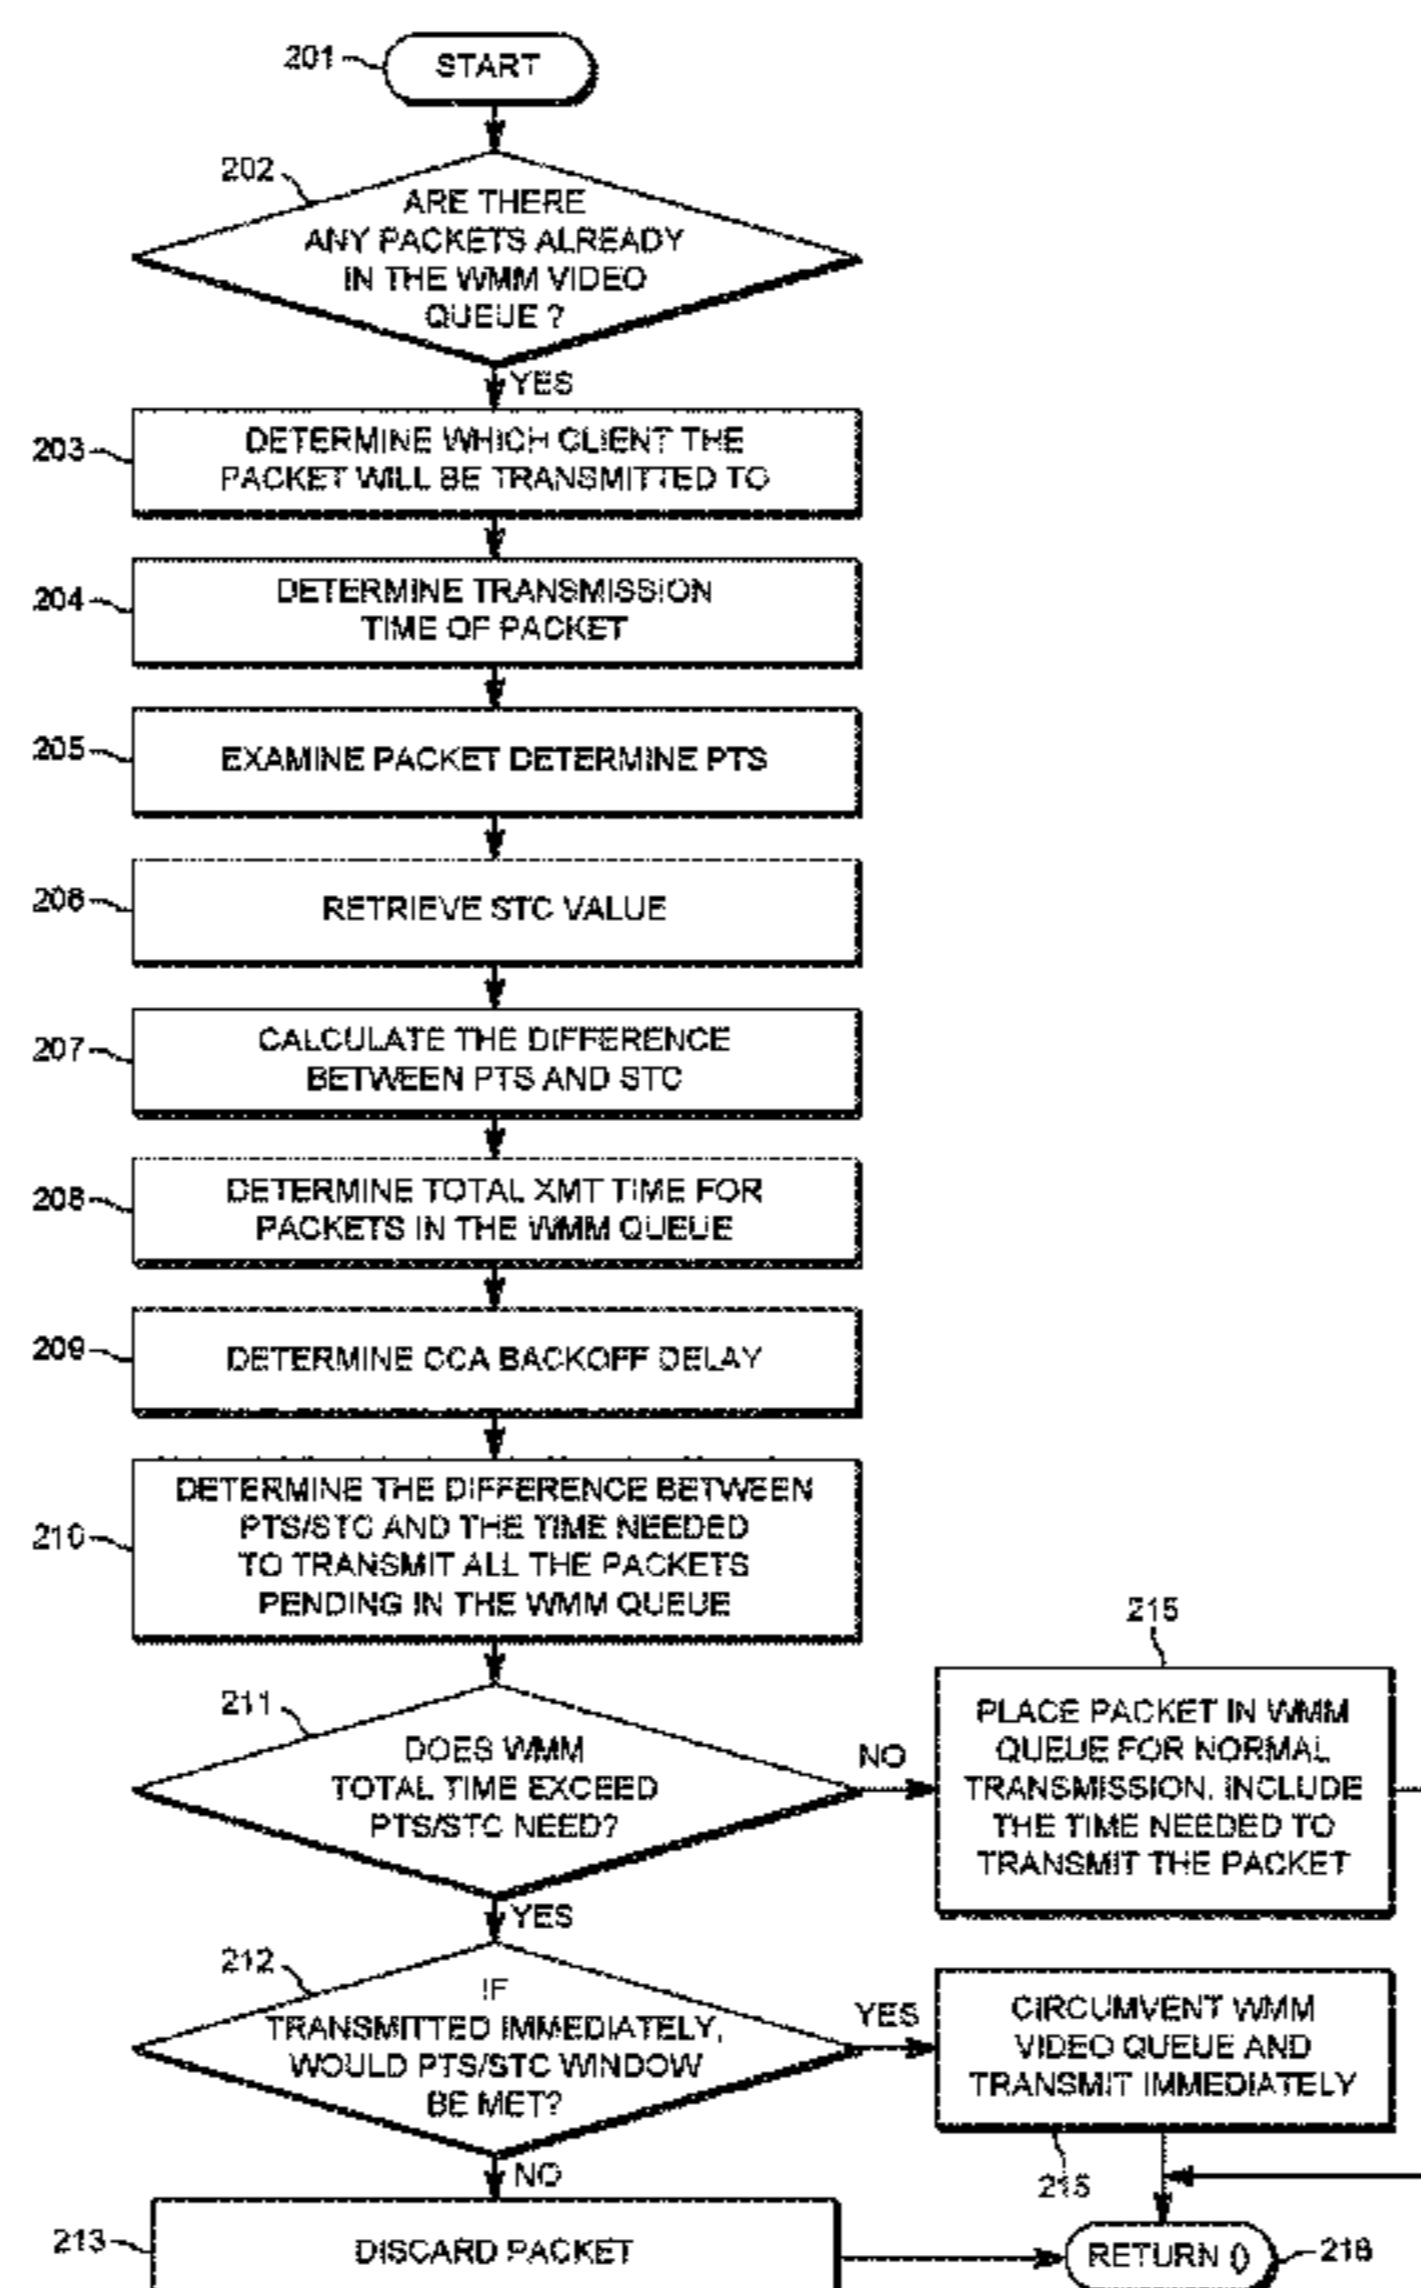 201
START
202
ARE THERE
ANY PACKETS ALREADY
IN THE WMM VIDEO
QUEUE ?
YES
203
DETERMINE WHICH CLIENT THE
PACKET WILL BE TRANSMITTED TO
204
DETERMINE TRANSMISSION
TIME OF PACKET
205
EXAMINE PACKET DETERMINE PTS
206
RETRIEVE STC VALUE
207
CALCULATE THE DIFFERENCE
BETWEEN PTS AND STC
208
DETERMINE TOTAL XMT TIME FOR
PACKETS IN THE WMM QUEUE
209
DETERMINE CCA BACKOFF DELAY
210
DETERMINE THE DIFFERENCE BETWEEN
PTS/STC AND THE TIME NEEDED
TO TRANSMIT ALL THE PACKETS
PENDING IN THE WMM QUEUE
211
DOES WMM
TOTAL TIME EXCEED
PTS/STC NEED?
NO
215
PLACE PACKET IN WMM
QUEUE FOR NORMAL
TRANSMISSION. INCLUDE
THE TIME NEEDED TO
TRANSMIT THE PACKET
YES
212
IF
TRANSMITTED IMMEDIATELY,
WOULD PTS/STC WINDOW
BE MET?
YES
CIRCUMVENT WMM
VIDEO QUEUE AND
TRANSMIT IMMEDIATELY
215
NO
213
DISCARD PACKET
RETURN ()
216